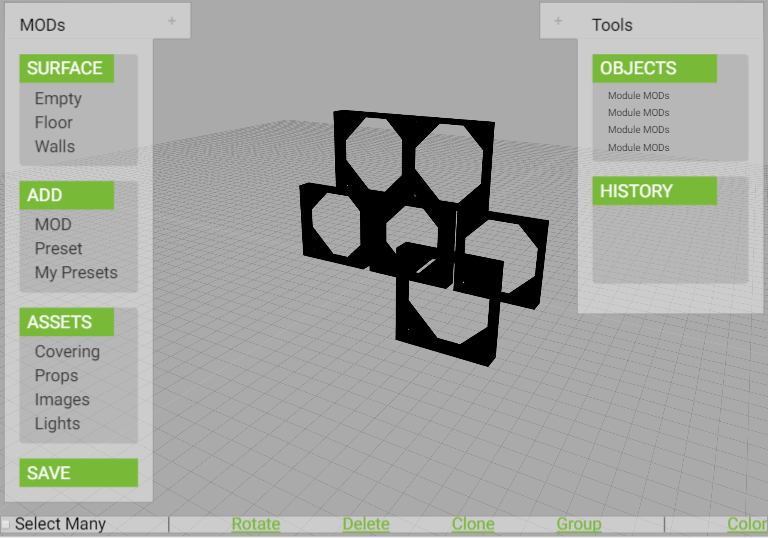 MODs
+
SURFACE
Empty
Floor
Walls
ADD
MOD
Preset
My Presets
ASSETS
Covering
Props
Images
Lights
SAVE
+
Tools
OBJECTS
Module MODs
Module MODs
Module MODs
Module MODs
HISTORY
Select Many | Rotate Delete Clone Group | Color